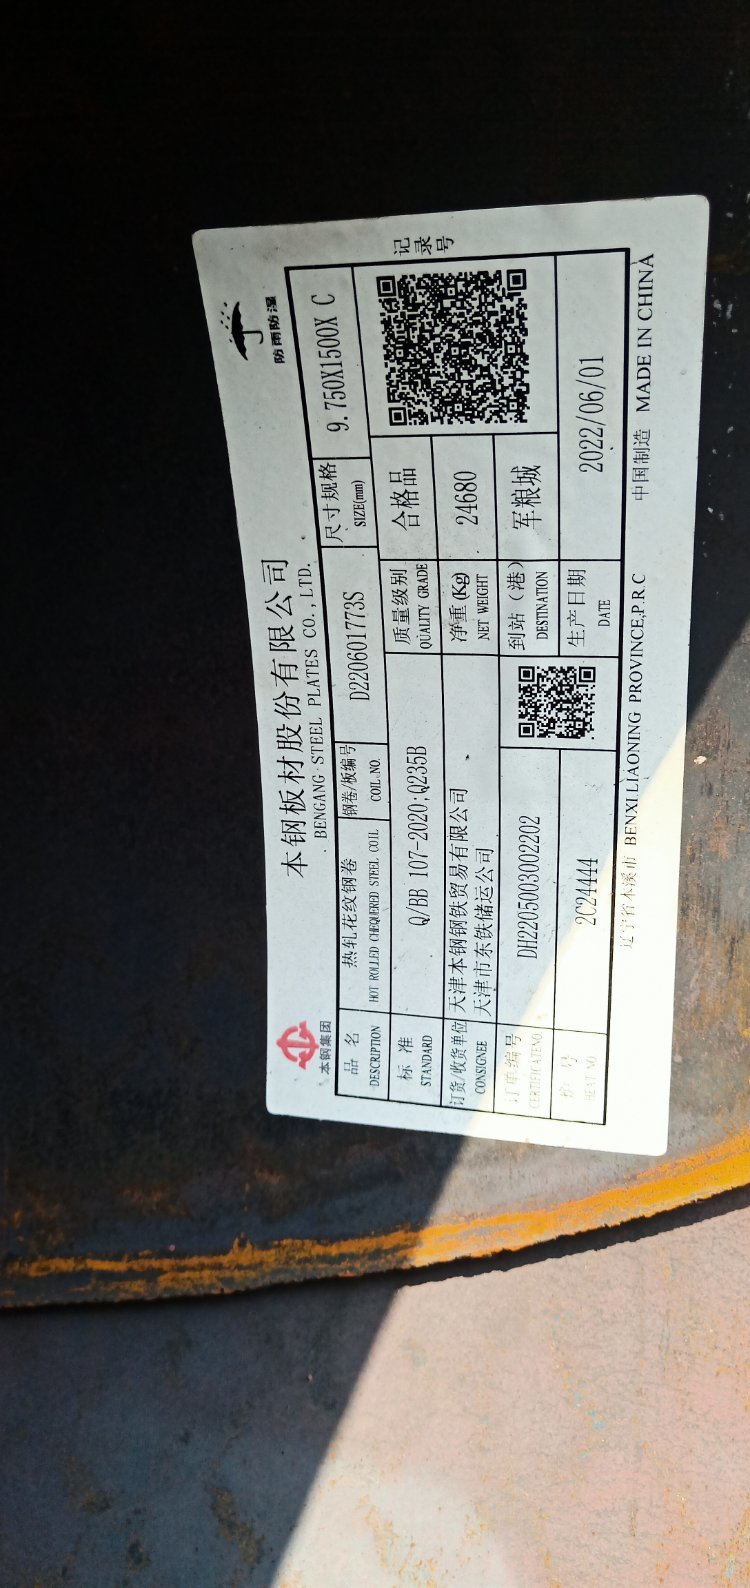 本钢集团
本钢板材股份有限公司
BENGANG STEEL PLATES CO.,LTD.
防雨防湿
品 名
DESCRIPTION
热轧花纹钢卷
HOT ROLLED CHEQUERED STEEL COIL
钢卷/板编号
COIL.NO.
D220601773S
尺寸规格
SIZE(mm)
9.750X1500X C
标 准
STANDARD
Q/BB 107-2020;Q235B
质量级别
QUALITY GRADE
合格品
订货/收货单位
CONSIGNEE
天津本钢钢铁贸易有限公司
天津市东铁储运公司
净重(Kg)
NET WEIGHT
24680
订单编号
CERTIFICATENO
DH2205003002202
到站(港)
DESTINATION
军粮城
炉 号
HEAT NO
2C24444
生产日期
DATE
2022/06/01
记录号
辽宁省本溪市 BENXI.LIAONING PROVINCE,P.R.C
中国制造 MADE IN CHINA